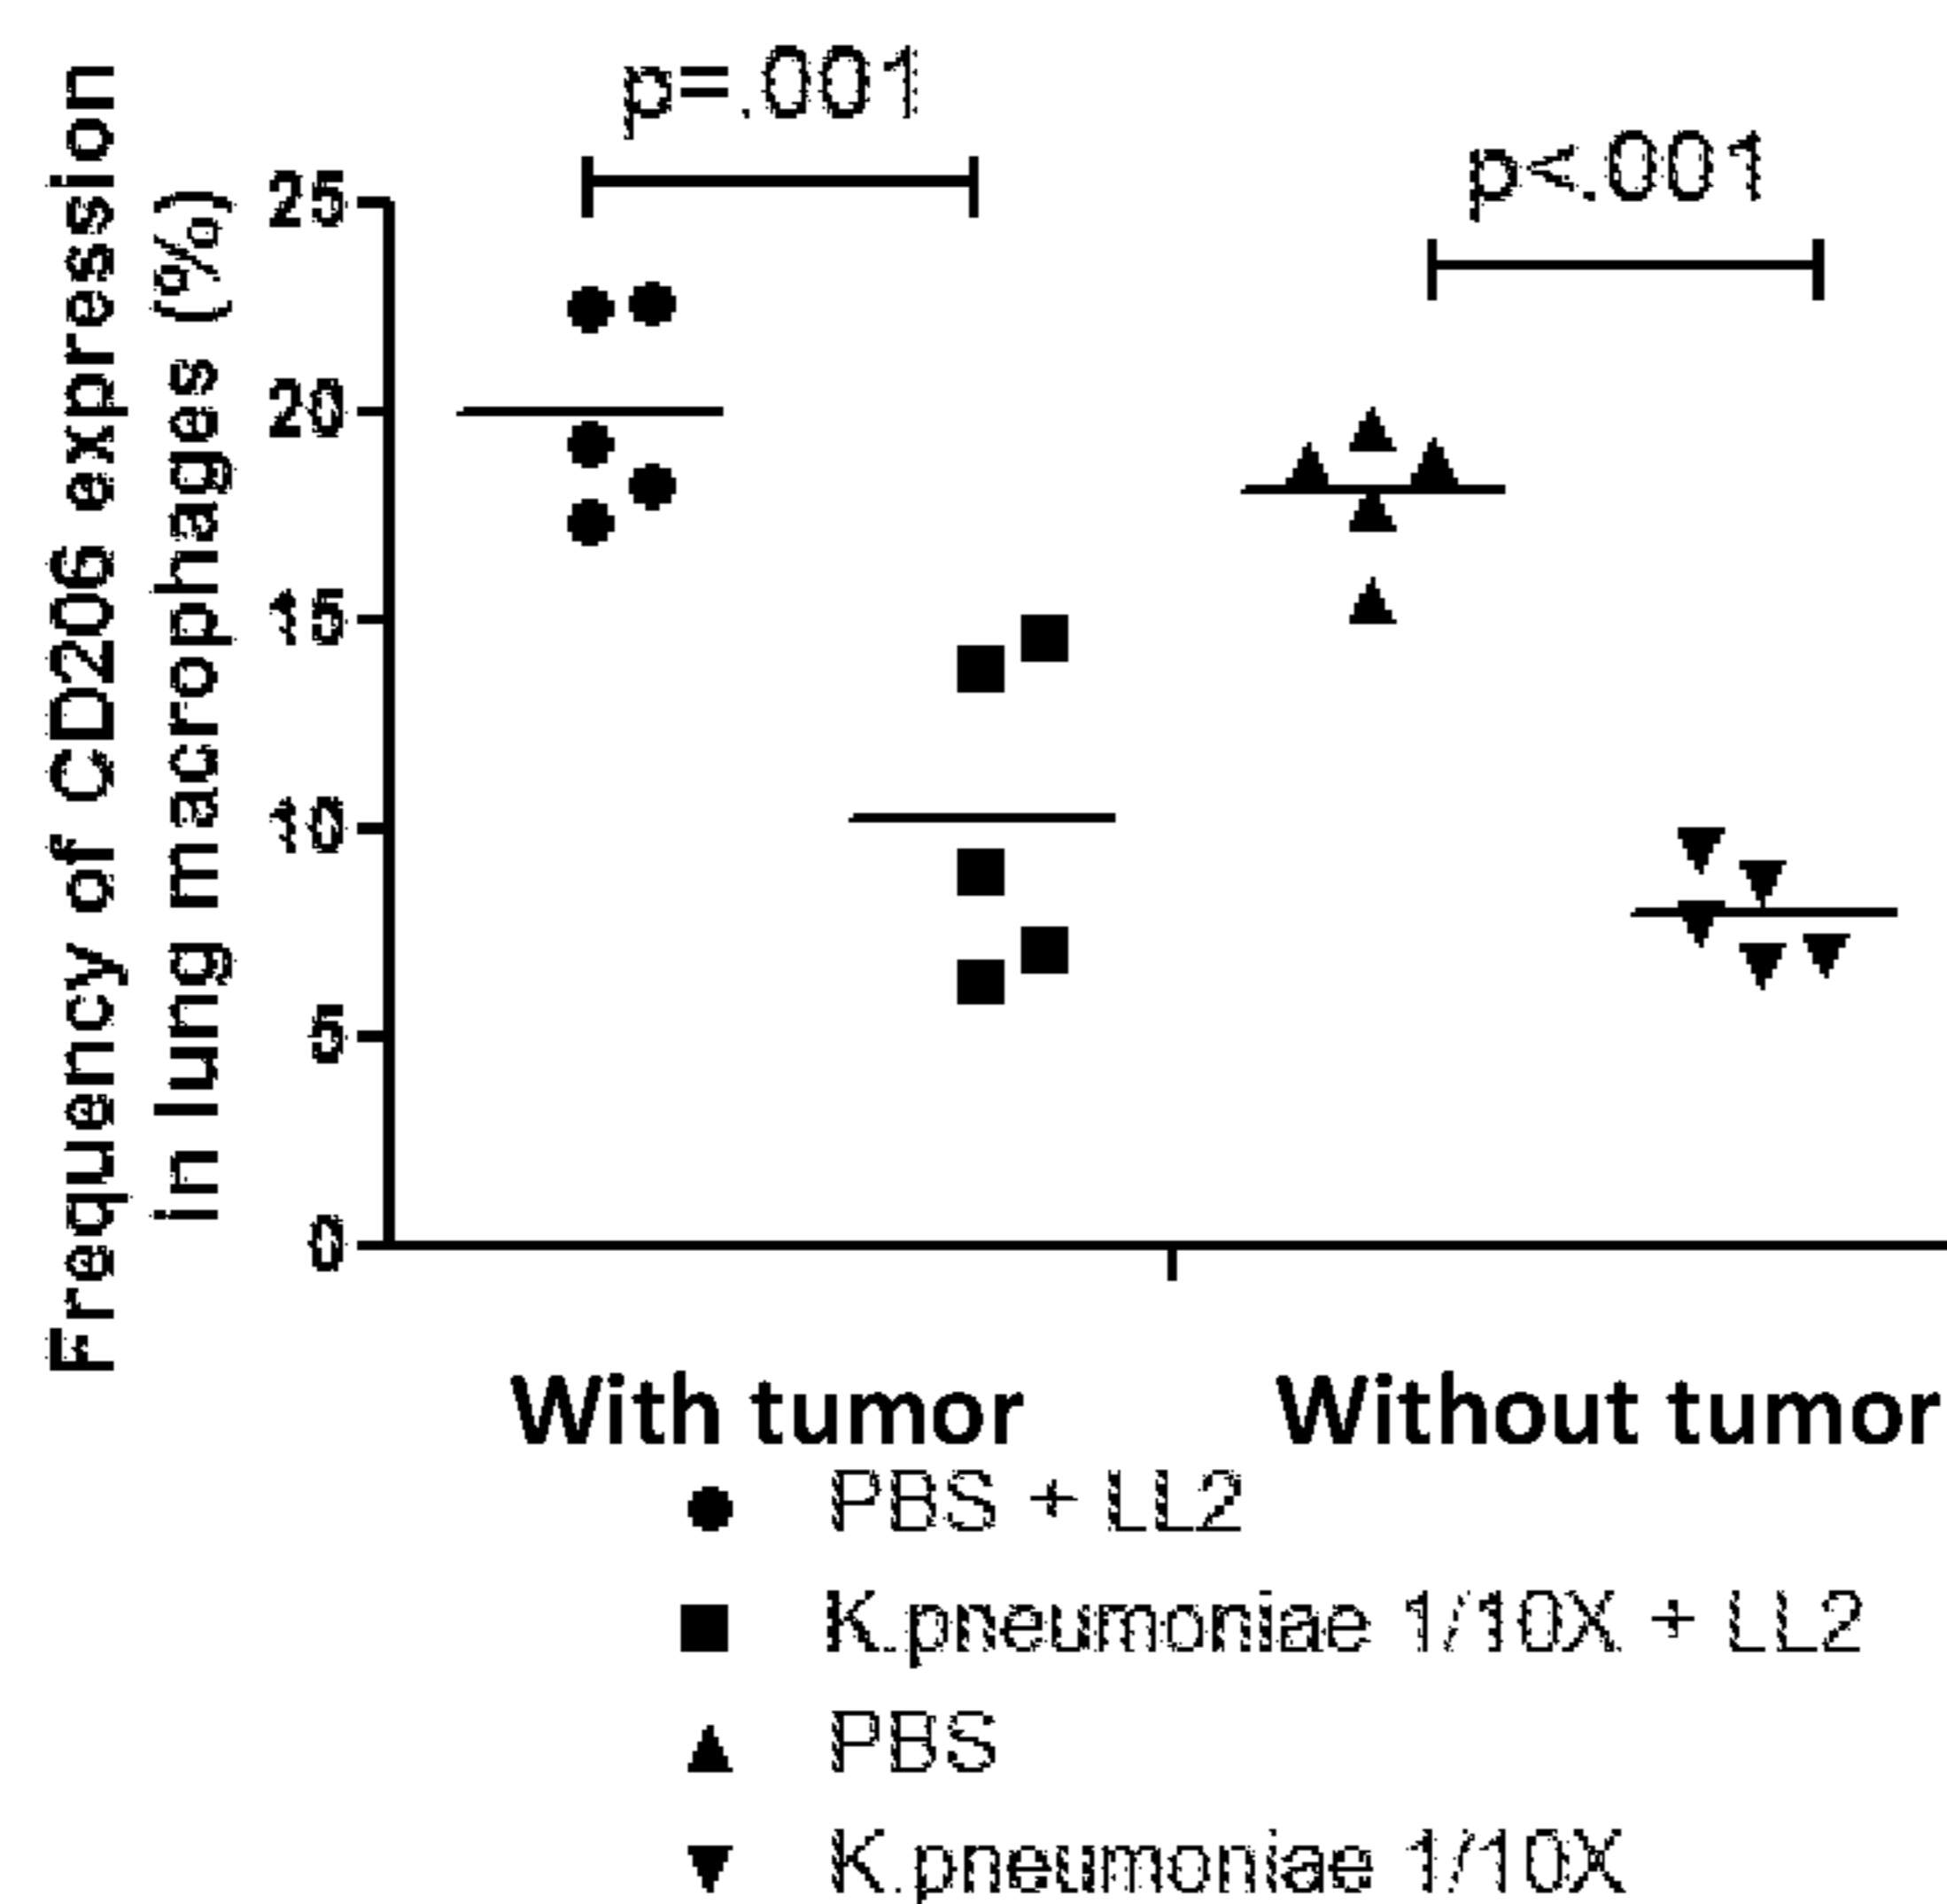 Frequency of CD206 expression
in lung macrophages (%)
p=.001
p<.001
25
20
15
10
5
0
With tumor
Without tumor
PBS + LL2
K.pneumoniae 1/10X + LL2
PBS
K.pneumoniae 1/10X